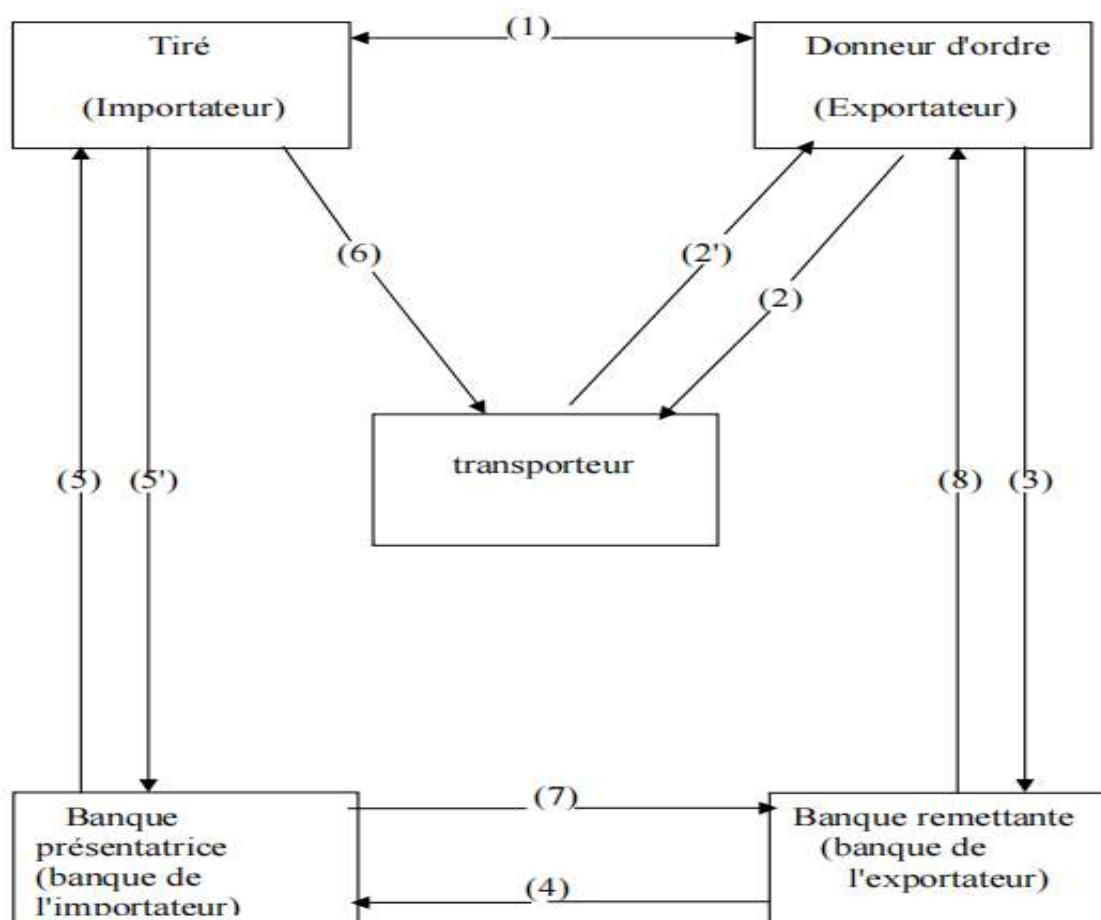 (1)
Tiré
(Importateur)
Donneur d'ordre
(Exportateur)
(6)
(2')
(2)
transporteur
(5)
(5')
(8)
(3)
(7)
Banque
présentatrice
(banque de
l'importateur)
Banque remettante
(banque de
l'exportateur)
(4)